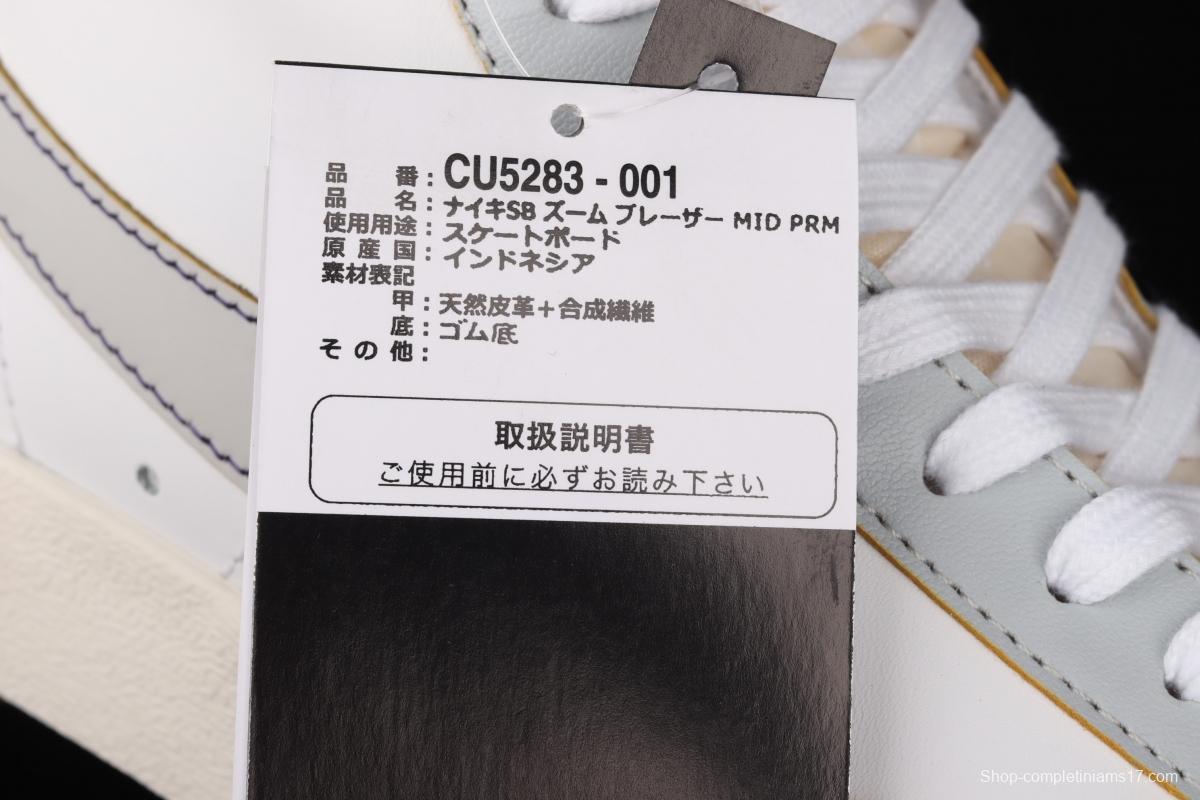 品 番：CU5283 - 001
品 名：ナイキSB ズーム ブレーザー MID PRM
使用用途：スケートボード
原 産 国：インドネシア
素材表記
甲：天然皮革＋合成繊維
底：ゴム底
そ の 他：
取扱説明書
ご使用前に必ずお読み下さい
Shop-completiniams17.com